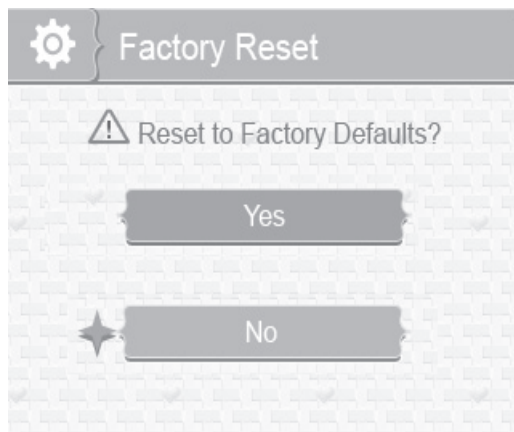 Factory Reset
Reset to Factory Defaults?
Yes
No